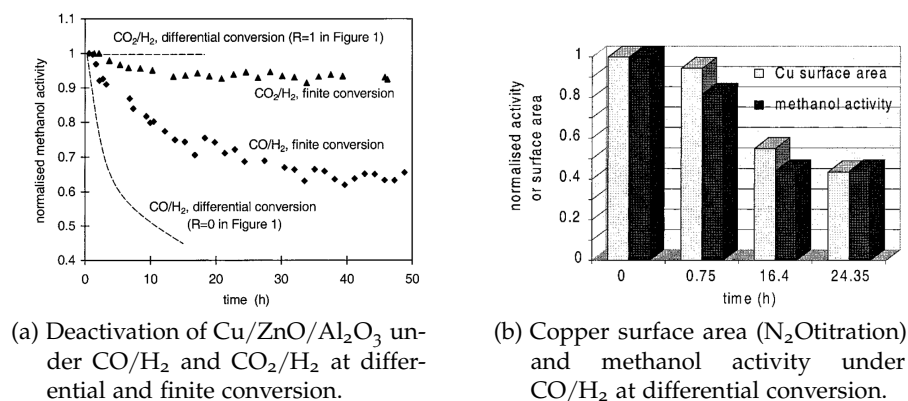 1.1
1
0.9
0.8
0.7
0.6
0.5
0.4
normalised methanol activity
CO₂/H₂, differential conversion (R=1 in Figure 1)
CO₂/H₂, finite conversion
CO/H₂, finite conversion
CO/H₂, differential conversion
(R=0 in Figure 1)
0 10 20 30 40 50
time (h)
(a) Deactivation of Cu/ZnO/Al₂O₃ un-
der CO/H₂ and CO₂/H₂ at differ-
ential and finite conversion.
1
0.8
0.6
0.4
0.2
0
normalised activity
or surface area
Cu surface area
methanol activity
0 0.75 16.4 24.35
time (h)
(b) Copper surface area (N₂Otitration)
and methanol activity under
CO/H₂ at differential conversion.